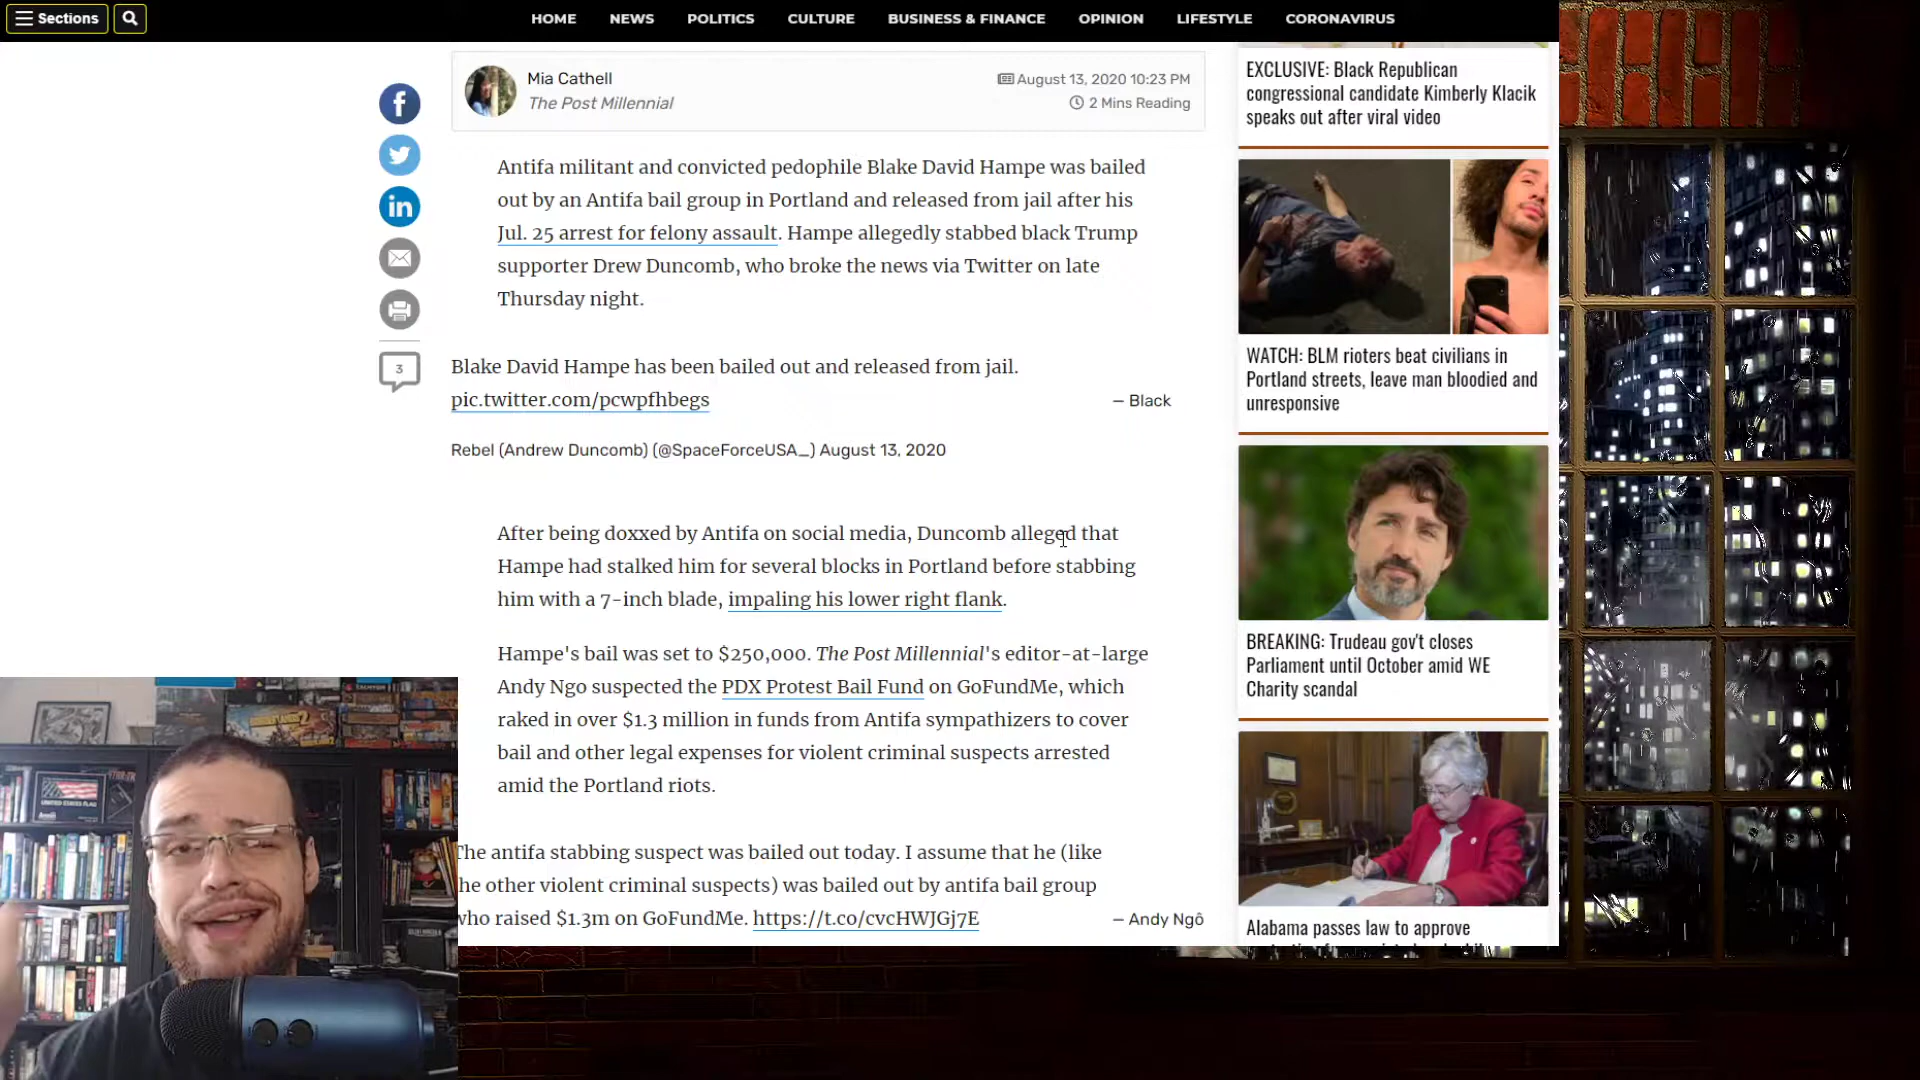 Sections
HOME NEWS POLITICS CULTURE BUSINESS & FINANCE OPINION LIFESTYLE CORONAVIRUS
Mia Cathell
The Post Millennial
August 13, 2020 10:23 PM
2 Mins Reading
Antifa militant and convicted pedophile Blake David Hampe was bailed
out by an Antifa bail group in Portland and released from jail after his
Jul. 25 arrest for felony assault. Hampe allegedly stabbed black Trump
supporter Drew Duncomb, who broke the news via Twitter on late
Thursday night.
3
Blake David Hampe has been bailed out and released from jail.
pic.twitter.com/pcwpfhbegs
— Black
Rebel (Andrew Duncomb) (@SpaceForceUSA_) August 13, 2020
After being doxxed by Antifa on social media, Duncomb alleged that
Hampe had stalked him for several blocks in Portland before stabbing
him with a 7-inch blade, impaling his lower right flank.
Hampe's bail was set to $250,000. The Post Millennial's editor-at-large
Andy Ngo suspected the PDX Protest Bail Fund on GoFundMe, which
raked in over $1.3 million in funds from Antifa sympathizers to cover
bail and other legal expenses for violent criminal suspects arrested
amid the Portland riots.
The antifa stabbing suspect was bailed out today. I assume that he (like
he other violent criminal suspects) was bailed out by antifa bail group
who raised $1.3m on GoFundMe. https://t.co/cvcHWJGj7E
— Andy Ngô
EXCLUSIVE: Black Republican
congressional candidate Kimberly Klacik
speaks out after viral video
WATCH: BLM rioters beat civilians in
Portland streets, leave man bloodied and
unresponsive
BREAKING: Trudeau gov't closes
Parliament until October amid WE
Charity scandal
Alabama passes law to approve
UNITED STATES FLAG